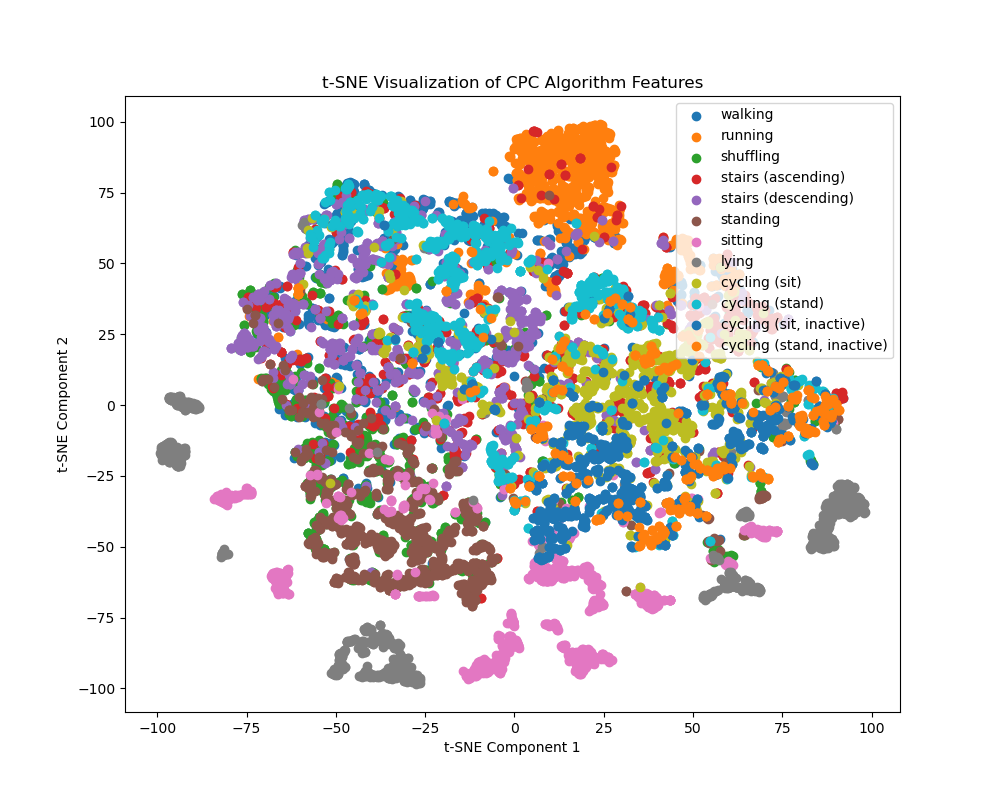 t-SNE Visualization of CPC Algorithm Features
t-SNE Component 2
100
75
50
25
0
−25
−50
−75
−100
walking
running
shuffling
stairs (ascending)
stairs (descending)
standing
sitting
lying
cycling (sit)
cycling (stand)
cycling (sit, inactive)
cycling (stand, inactive)
−100
−75
−50
−25
0
25
50
75
100
t-SNE Component 1